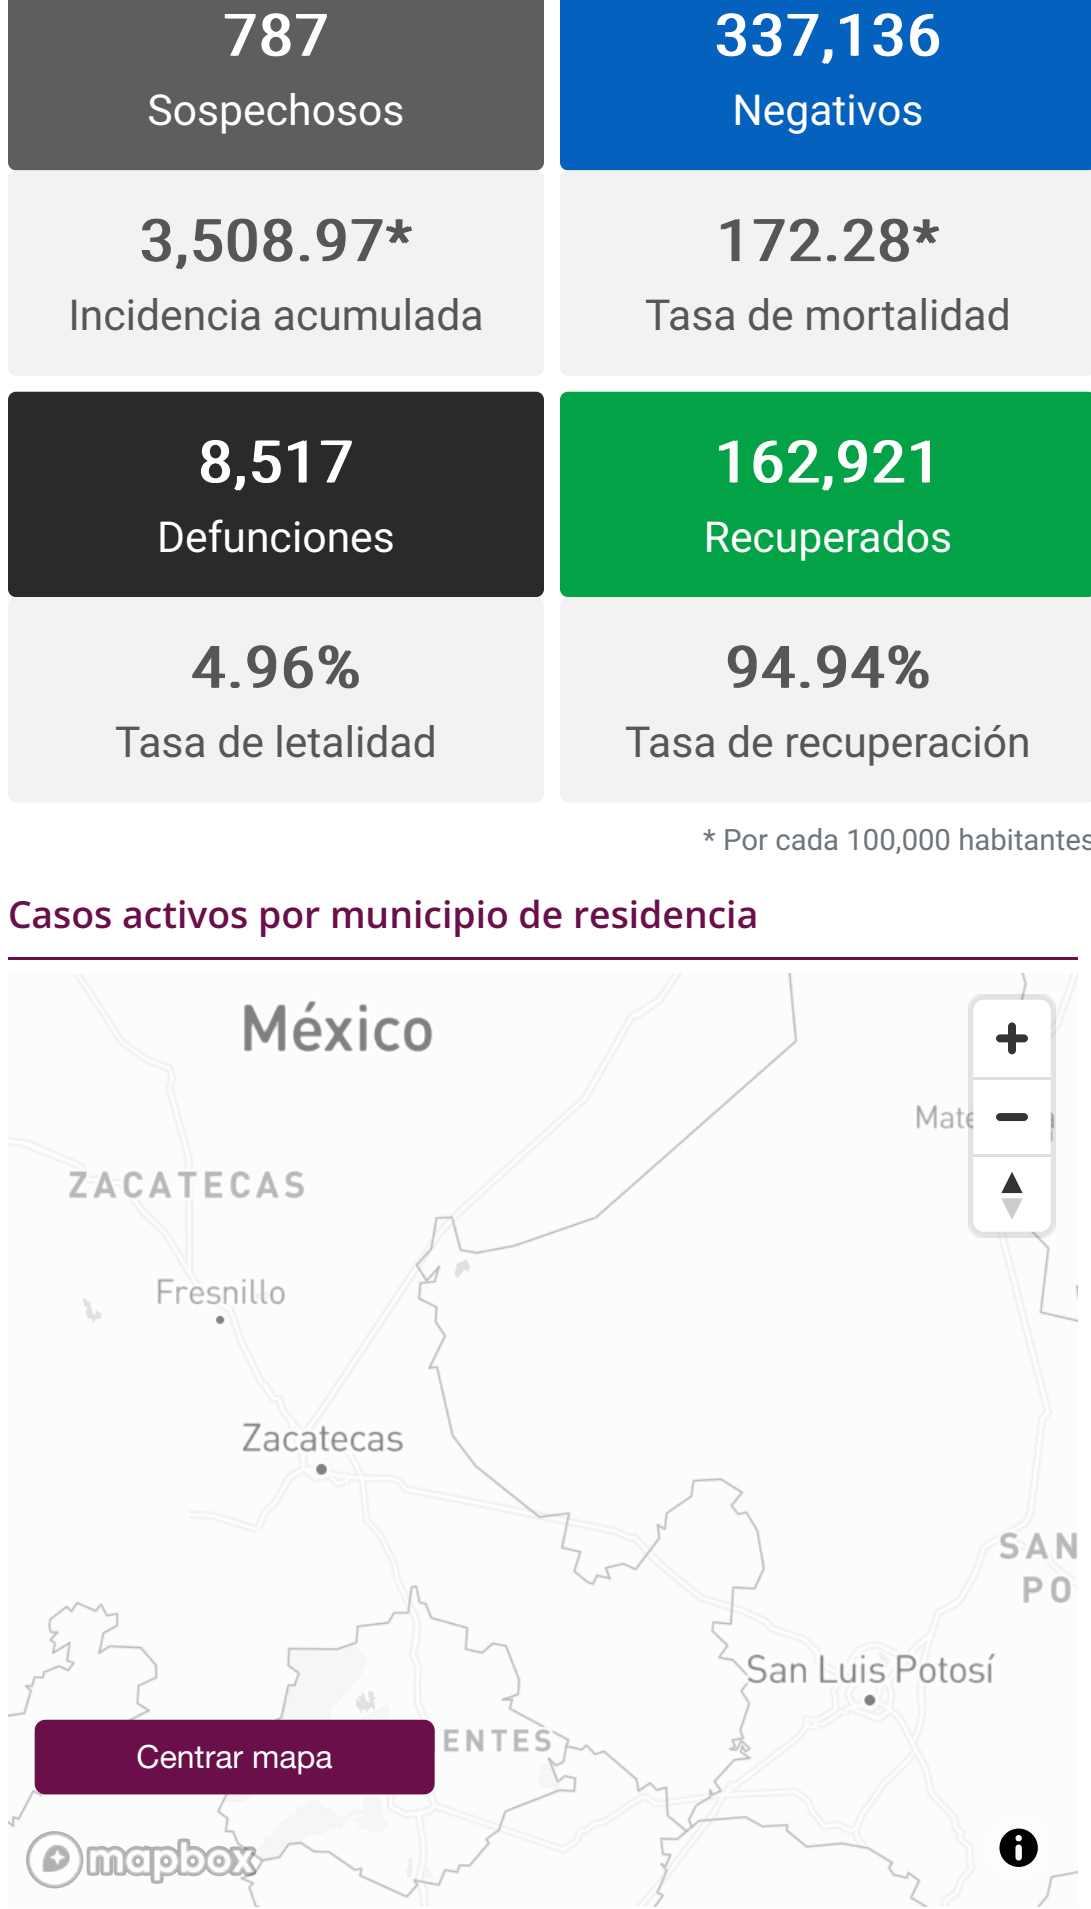 787
337,136
Sospechosos
Negativos
3,508.97*
172.28*
Incidencia acumulada
Tasa de mortalidad
8,517
162,921
Defunciones
Recuperados
4.96%
94.94%
Tasa de letalidad
Tasa de recuperación
* Por cada 100,000 habitantes
Casos activos por municipio de residencia
México
Mate
ZACATECAS
Fresnillo
Zacatecas
SAN
PO
San Luis Potosí
ENTES
Centrar mapa
mapbox